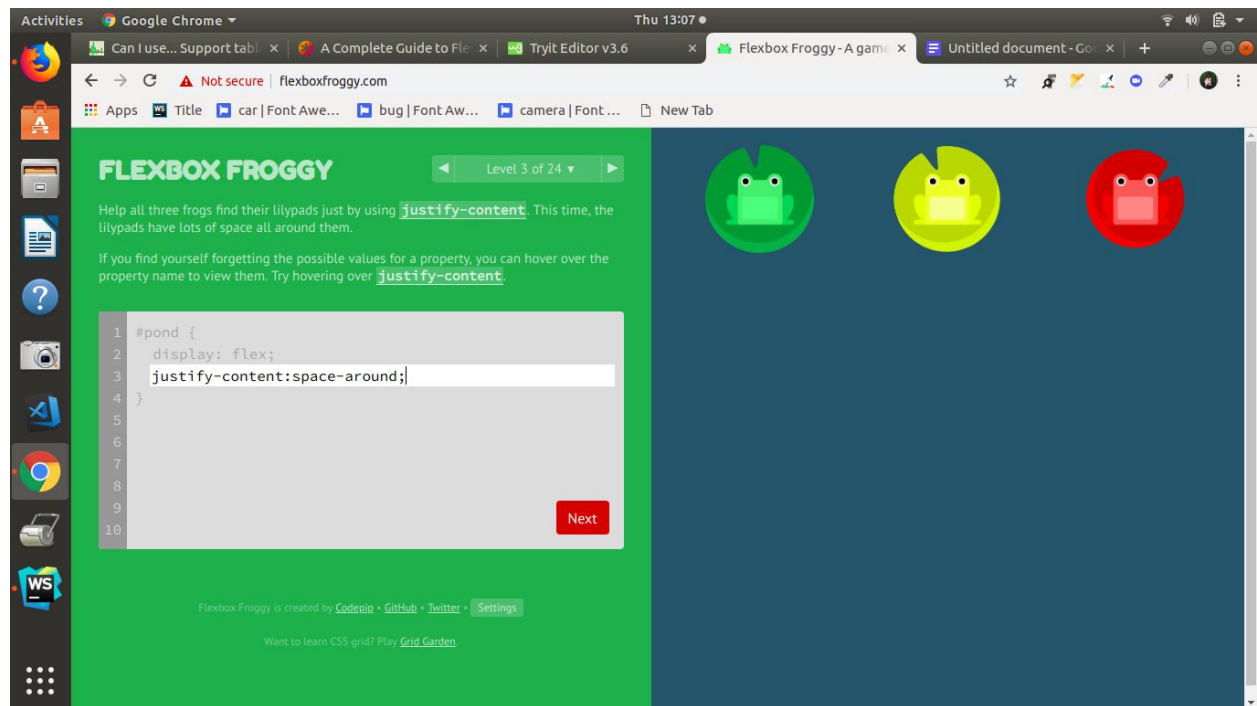 Activities Google Chrome ▾ Thu 13:07 ●
Can I use... Support tabl × A Complete Guide to Fle × Tryit Editor v3.6 × Flexbox Froggy - A game × Untitled document - Goo × +
Not secure | flexboxfroggy.com
Apps Title car | Font Awe... bug | Font Aw... camera | Font ... New Tab
FLEXBOX FROGGY ◄ Level 3 of 24 ▾ ►
Help all three frogs find their lilypads just by using justify-content. This time, the
lilypads have lots of space all around them.
If you find yourself forgetting the possible values for a property, you can hover over the
property name to view them. Try hovering over justify-content.
1 #pond {
2 display: flex;
3 justify-content:space-around;
4 }
5
6
7
8
9
10
Next
Flexbox Froggy is created by Codepip • GitHub • Twitter • Settings
Want to learn CSS grid? Play Grid Garden.
WS